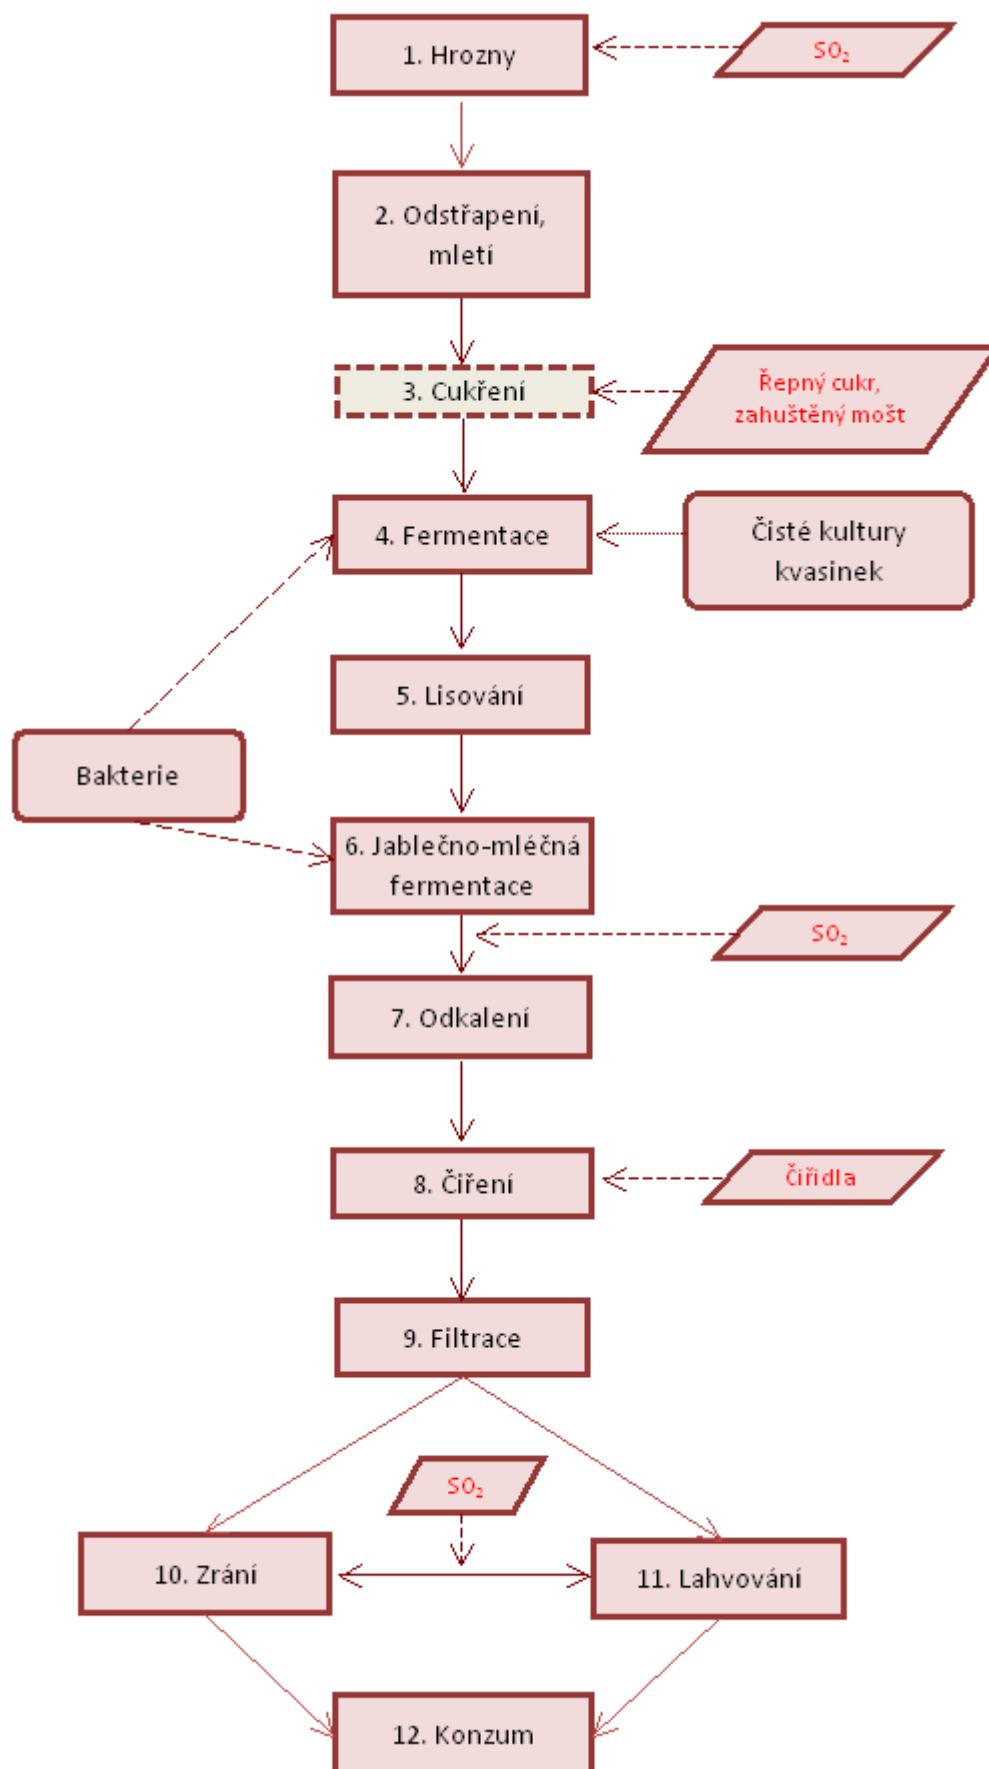 1. Hrozny
SO₂
2. Odstřapení,
mletí
3. Cukření
Řepný cukr,
zahuštěný mošt
4. Fermentace
Čisté kultury
kvasinek
5. Lisování
Bakterie
6. Jablečno-mléčná
fermentace
SO₂
7. Odkalení
8. Čiření
Čiřidla
9. Filtrace
SO₂
10. Zrání
11. Lahvování
12. Konzum